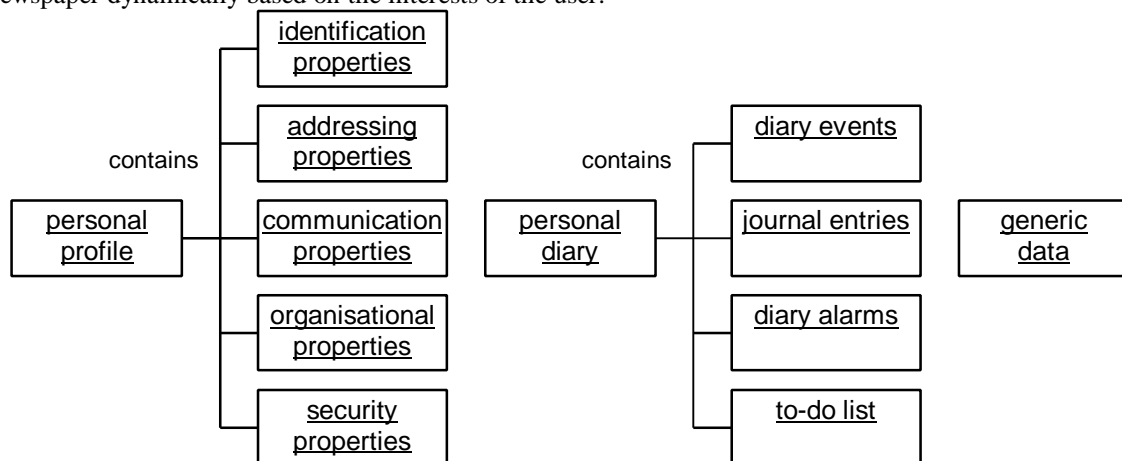 ewspaper dynamically based on the interests of the user.
identification
properties
addressing
properties
contains
personal
profile
communication
properties
organisational
properties
security
properties
contains
personal
diary
diary events
journal entries
diary alarms
to-do list
generic
data